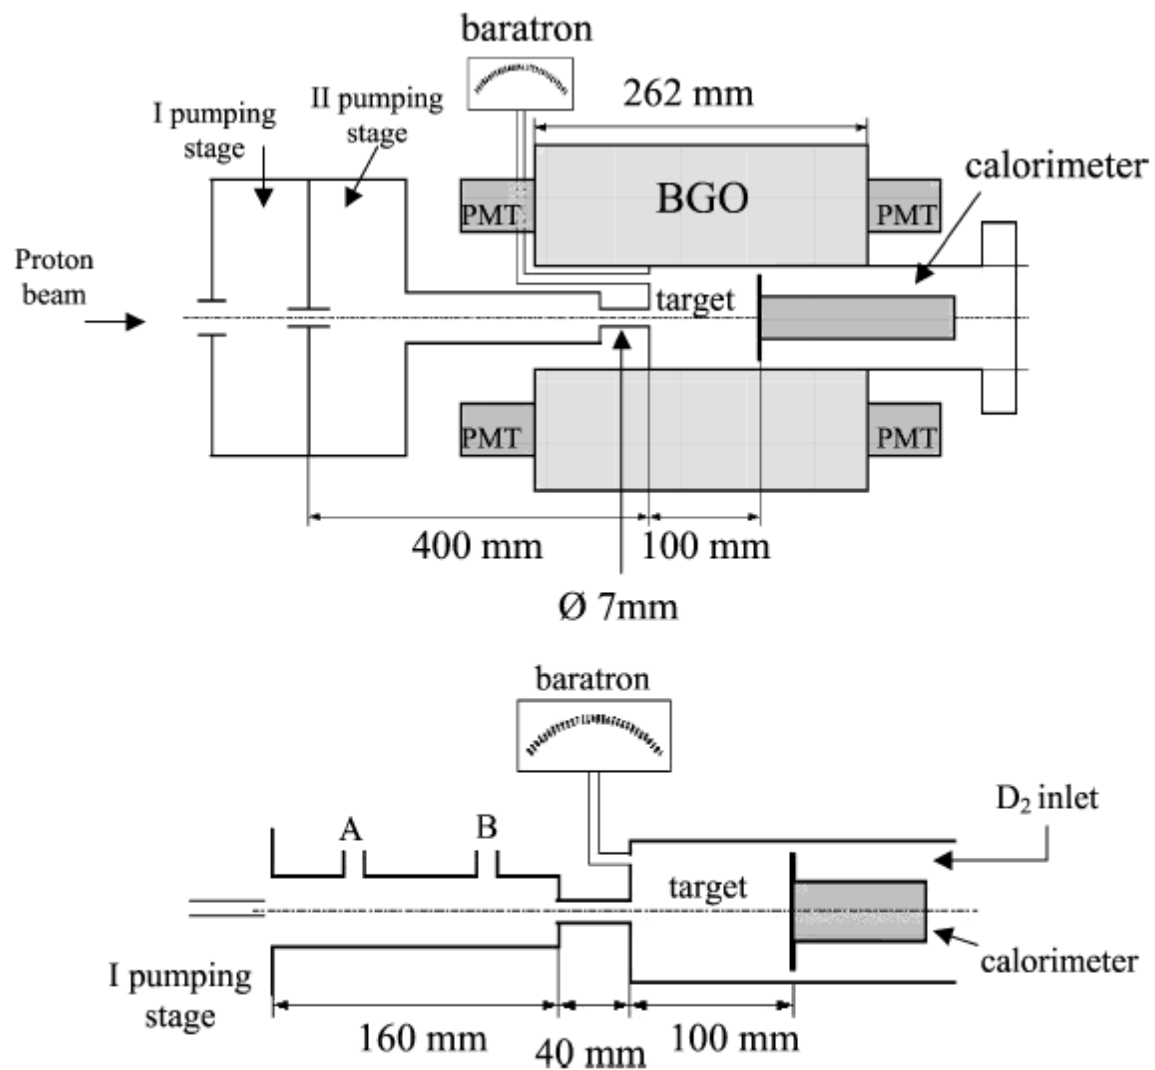 baratron
I pumping
stage
II pumping
stage
262 mm
calorimeter
BGO
PMT
PMT
Proton
beam
target
PMT
PMT
400 mm
100 mm
Ø 7mm
baratron
A
B
D₂ inlet
target
calorimeter
I pumping
stage
160 mm
40 mm
100 mm